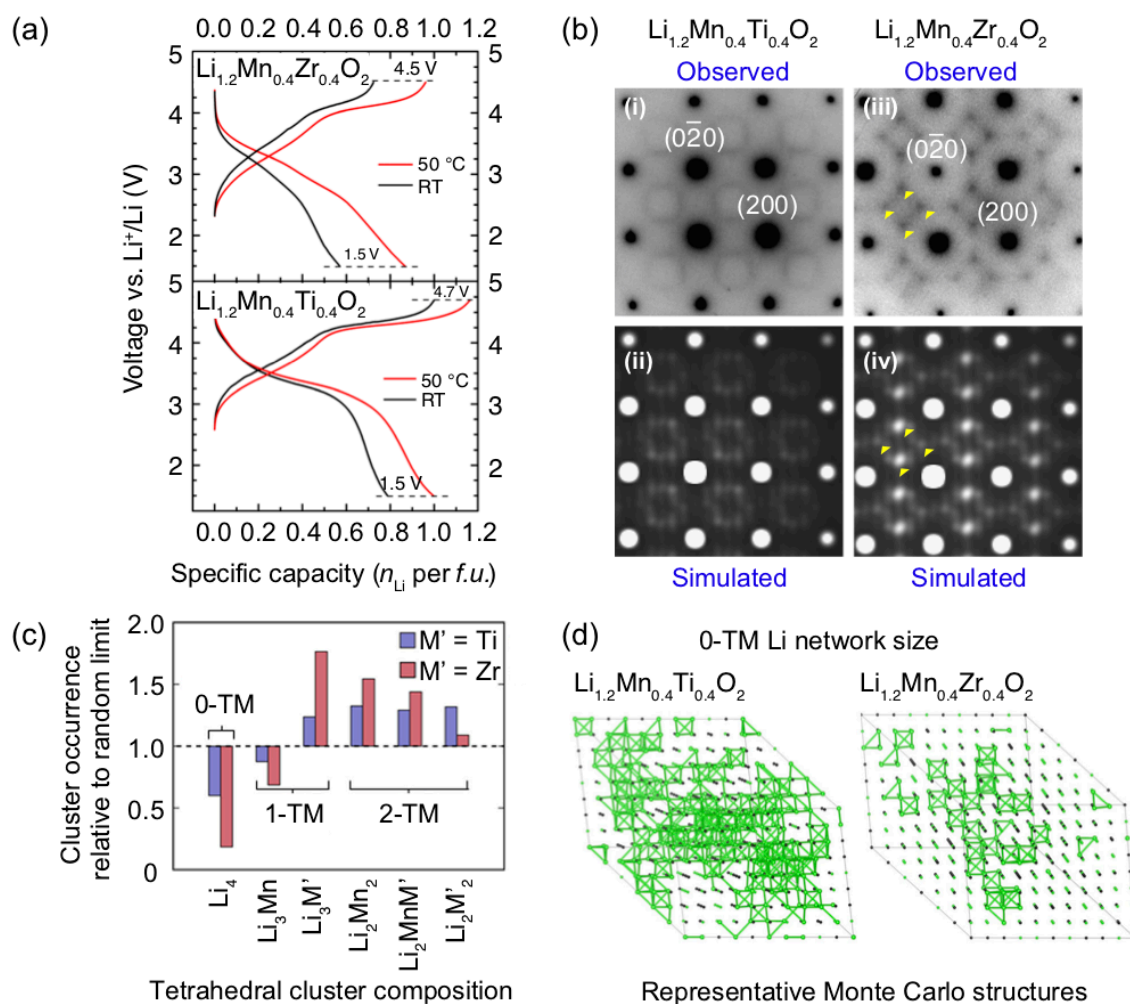 (a)
0.0 0.2 0.4 0.6 0.8 1.0 1.2
5
4
3
2
5
4
3
2
5
4
3
2
5
4
3
2
Li₁.₂Mn₀.₄Zr₀.₄O₂
4.5 V
50 °C
RT
1.5 V
Li₁.₂Mn₀.₄Ti₀.₄O₂
4.7 V
50 °C
RT
1.5 V
Voltage vs. Li⁺/Li (V)
0.0 0.2 0.4 0.6 0.8 1.0 1.2
Specific capacity (n_Li per f.u.)
(b)
Li₁.₂Mn₀.₄Ti₀.₄O₂ Li₁.₂Mn₀.₄Zr₀.₄O₂
Observed Observed
(i) (iii)
(02̄0) (02̄0)
(200) (200)
(ii) (iv)
Simulated Simulated
(c)
Cluster occurrence
relative to random limit
2.0
1.5
1.0
0.5
0
M' = Ti
M' = Zr
0-TM
1-TM
2-TM
Li₄
Li₃Mn
Li₃M'
Li₂Mn₂
Li₂MnM'
Li₂M'₂
Tetrahedral cluster composition
(d)
0-TM Li network size
Li₁.₂Mn₀.₄Ti₀.₄O₂ Li₁.₂Mn₀.₄Zr₀.₄O₂
Representative Monte Carlo structures